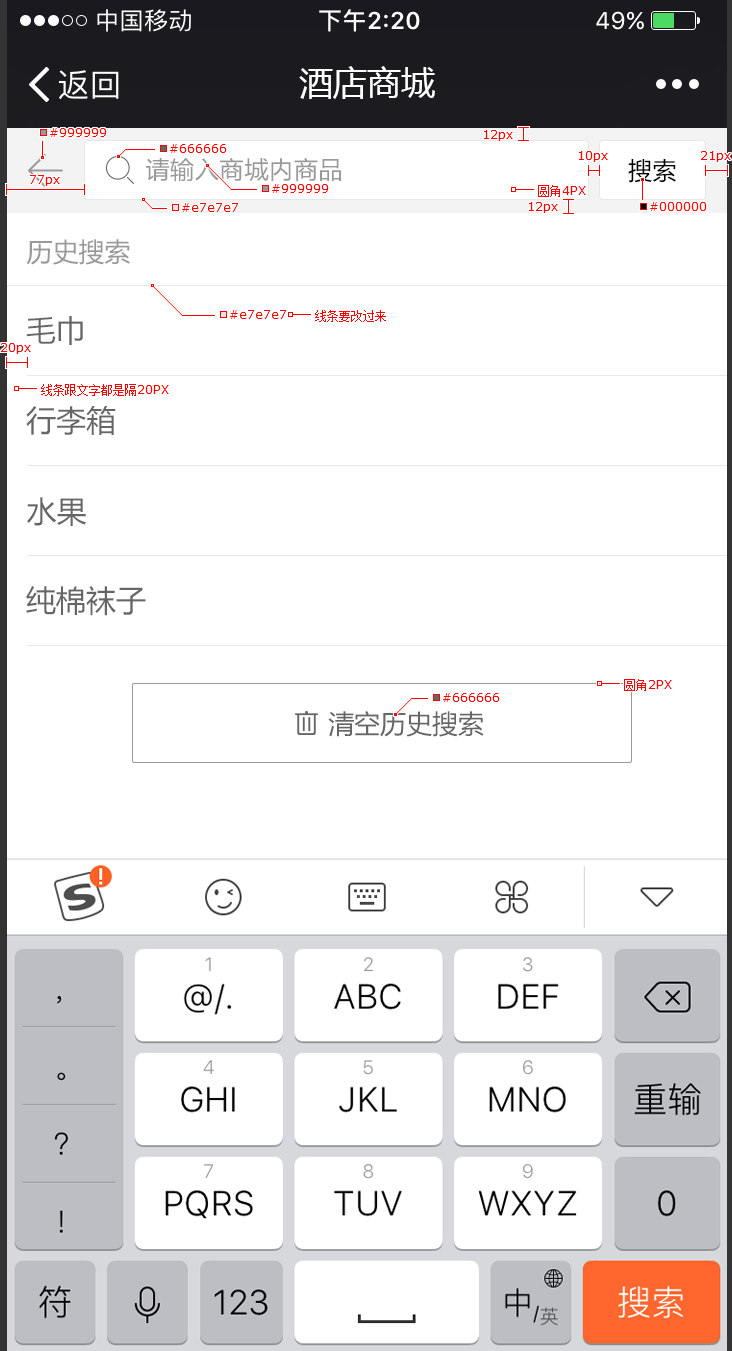 中国移动 下午2:20 49%
返回 酒店商城
#999999 12px
#666666 10px 21px
77px 请输入商城内商品 搜索
#999999 圆角4PX
#e7e7e7 12px #000000
历史搜索
#e7e7e7 线条要改过来
毛巾
20px
线条跟文字都是隔20PX
行李箱
水果
纯棉袜子
圆角2PX
#666666
清空历史搜索
S !
， 1 2 3
@/. ABC DEF
。 4 5 6
GHI JKL MNO 重输
? 7 8 9
PQRS TUV WXYZ 0
!
符 123 中/英 搜索